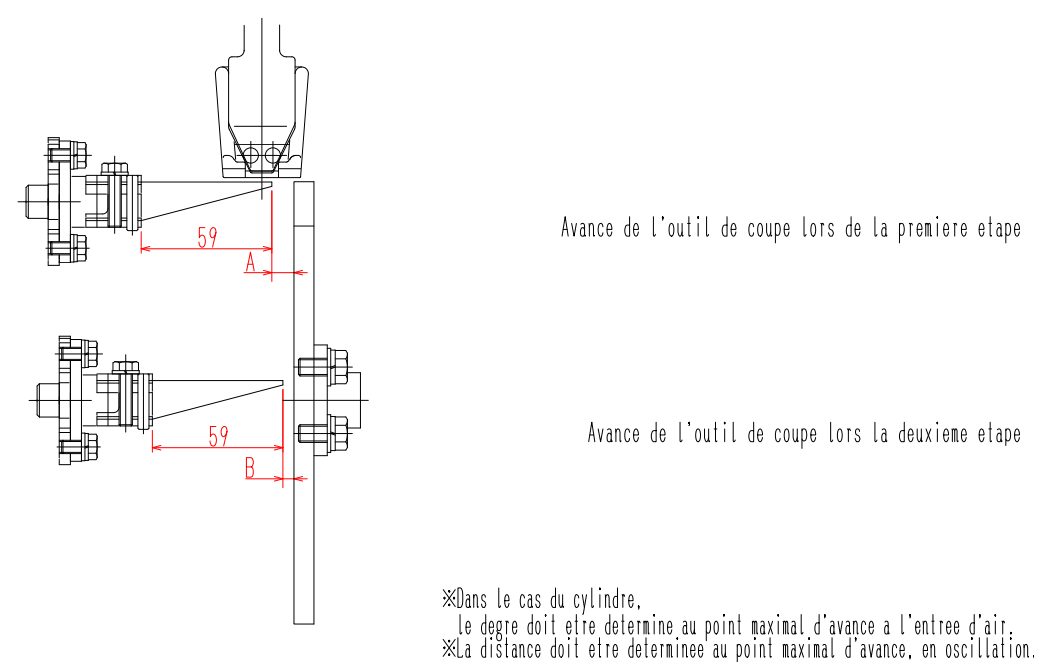 59
A
Avance de l'outil de coupe lors de la premiere etape
59
B
Avance de l'outil de coupe lors la deuxieme etape
※Dans le cas du cylindre,
le degre doit etre determine au point maximal d'avance a l'entree d'air.
※La distance doit etre determinee au point maximal d'avance, en oscillation.